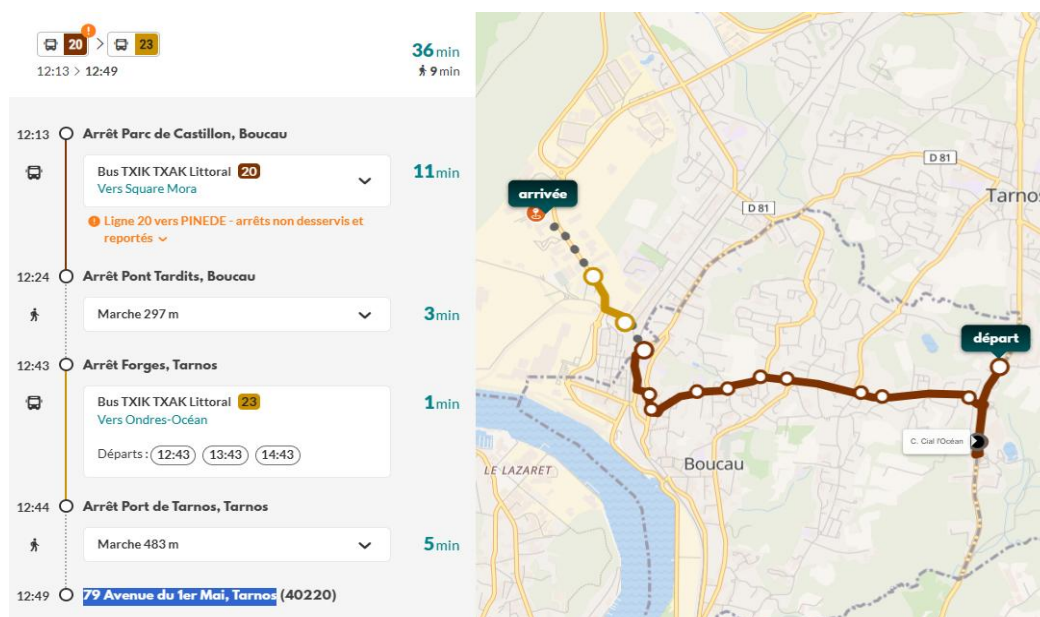 20 > 23
36 min
12:13 > 12:49
9 min
12:13 Arrêt Parc de Castillon, Boucau
Bus TXIK TXAK Littoral 20
Vers Square Mora
11min
Ligne 20 vers PINEDE - arrêts non desservis et
reportés
12:24 Arrêt Pont Tardits, Boucau
Marche 297 m
3min
12:43 Arrêt Forges, Tarnos
Bus TXIK TXAK Littoral 23
Vers Ondres-Océan
1min
Départs : 12:43 13:43 14:43
12:44 Arrêt Port de Tarnos, Tarnos
Marche 483 m
5min
12:49 79 Avenue du 1er Mai, Tarnos (40220)
D 81
arrivée
D 81
Tarnos
départ
C. Cial l'Océan
Boucau
LE LAZARET